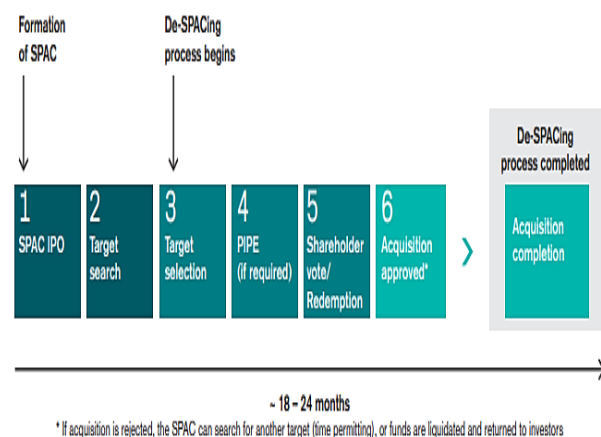 Formation
of SPAC
De-SPACing
process begins
De-SPACing
process completed
1
SPAC IPO
2
Target
search
3
Target
selection
4
PIPE
(if required)
5
Shareholder
vote/
Redemption
6
Acquisition
approved*
Acquisition
completion
~ 18 – 24 months
* If acquisition is rejected, the SPAC can search for another target (time permitting), or funds are liquidated and returned to investors